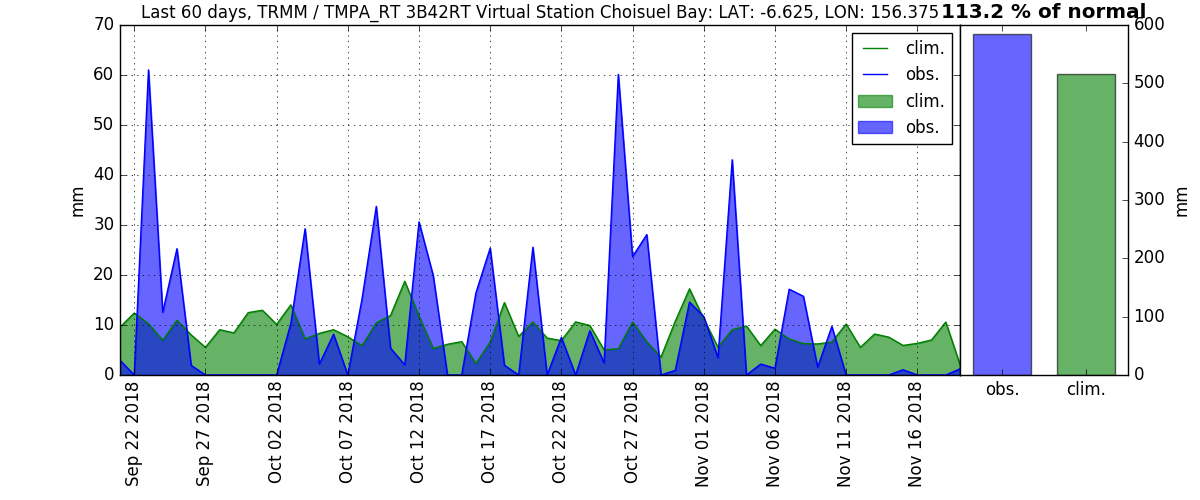 Last 60 days, TRMM / TMPA_RT 3B42RT Virtual Station Choisuel Bay: LAT: -6.625, LON: 156.375
113.2 % of normal
70
60
50
40
30
20
10
0
mm
clim.
obs.
clim.
obs.
Sep 22 2018
Sep 27 2018
Oct 02 2018
Oct 07 2018
Oct 12 2018
Oct 17 2018
Oct 22 2018
Oct 27 2018
Nov 01 2018
Nov 06 2018
Nov 11 2018
Nov 16 2018
600
500
400
300
200
100
0
mm
obs.
clim.